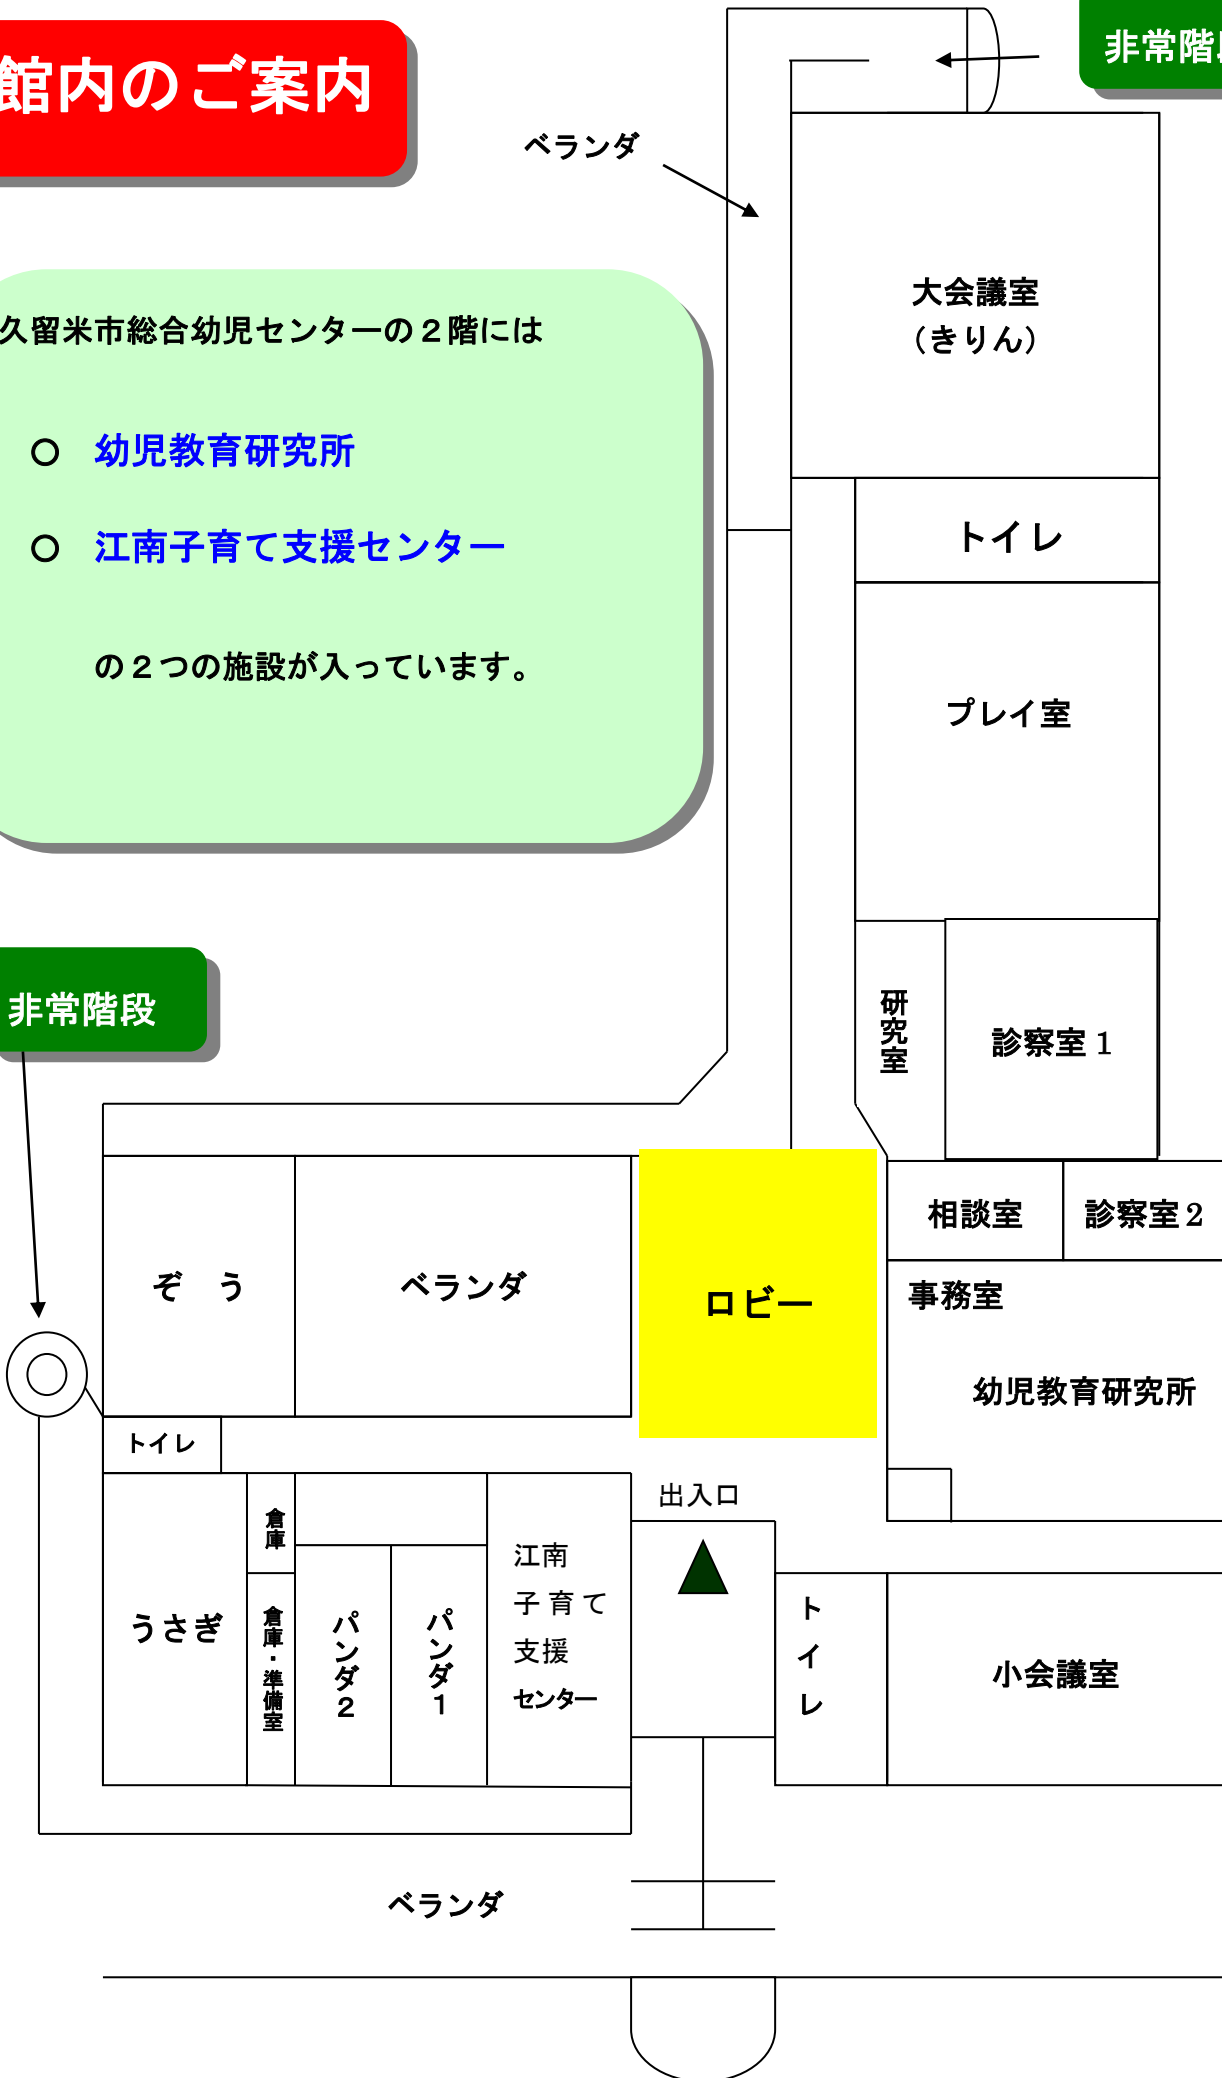 館内のご案内
非常階
ベランダ
大会議室
(きりん)
久留米市総合幼児センターの２階には
○ 幼児教育研究所
○ 江南子育て支援センター
の２つの施設が入っています。
トイレ
プレイ室
研究室
診察室１
非常階段
相談室
診察室２
ぞ う
ベランダ
ロビー
事務室
幼児教育研究所
トイレ
出入口
倉庫
うさぎ
倉庫・準備室
パンダ２
パンダ１
江南
子育て
支援
センター
トイレ
小会議室
ベランダ